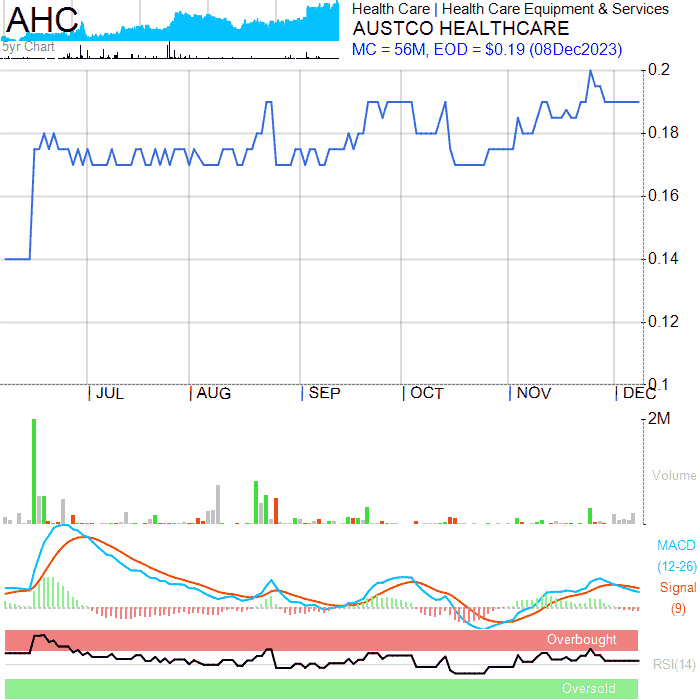 AHC
5yr Chart
Health Care | Health Care Equipment & Services
AUSTCO HEALTHCARE
MC = 56M, EOD = $0.19 (08Dec2023)
0.2
0.18
0.16
0.14
0.12
0.1
JUL AUG SEP OCT NOV DEC
2M
Volume
MACD
(12-26)
Signal
(9)
Overbought
RSI(14)
Oversold